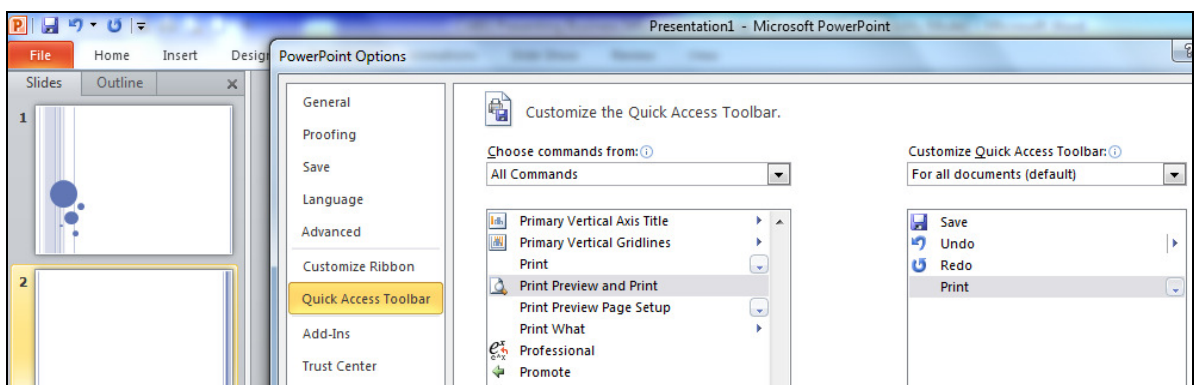 Presentation1 - Microsoft PowerPoint
File Home Insert Desig
Slides Outline
1
2
PowerPoint Options
General
Proofing
Save
Language
Advanced
Customize Ribbon
Quick Access Toolbar
Add-Ins
Trust Center
Customize the Quick Access Toolbar.
Choose commands from:
All Commands
Primary Vertical Axis Title
Primary Vertical Gridlines
Print
Print Preview and Print
Print Preview Page Setup
Print What
Professional
Promote
Customize Quick Access Toolbar:
For all documents (default)
Save
Undo
Redo
Print